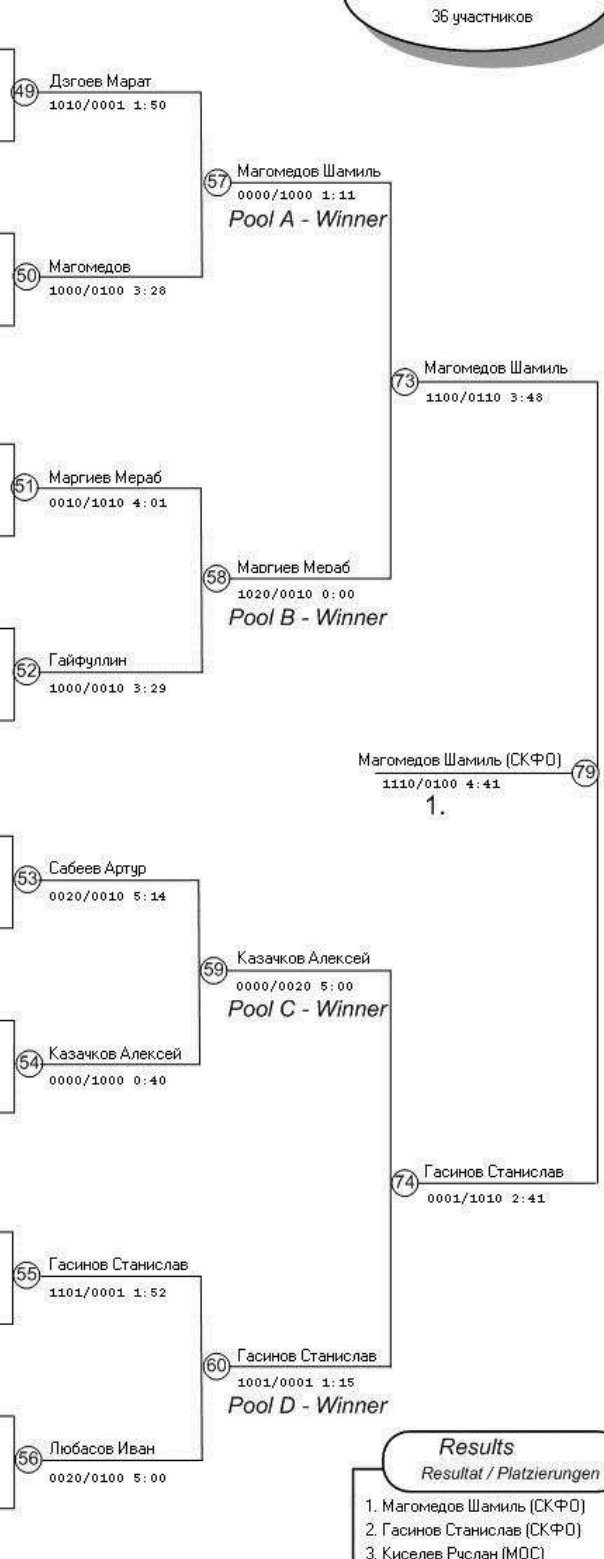 36 участников
49 Дзгоев Марат
1010/0001 1:50
57 Магомедов Шамиль
0000/1000 1:11
Pool A - Winner
50 Магомедов
1000/0100 3:28
73 Магомедов Шамиль
1100/0110 3:48
51 Маргиев Мераб
0010/1010 4:01
58 Маргиев Мераб
1020/0010 0:00
Pool B - Winner
52 Гайфуллин
1000/0010 3:29
Магомедов Шамиль (СКФО) 79
1110/0100 4:41
1.
53 Сабеев Артур
0020/0010 5:14
59 Казачков Алексей
0000/0020 5:00
Pool C - Winner
54 Казачков Алексей
0000/1000 0:40
74 Гасинов Станислав
0001/1010 2:41
55 Гасинов Станислав
1101/0001 1:52
60 Гасинов Станислав
1001/0001 1:15
Pool D - Winner
56 Любасов Иван
0020/0100 5:00
Results
Resultat / Platzierungen
1. Магомедов Шамиль (СКФО)
2. Гасинов Станислав (СКФО)
3. Киселев Руслан (МОС)